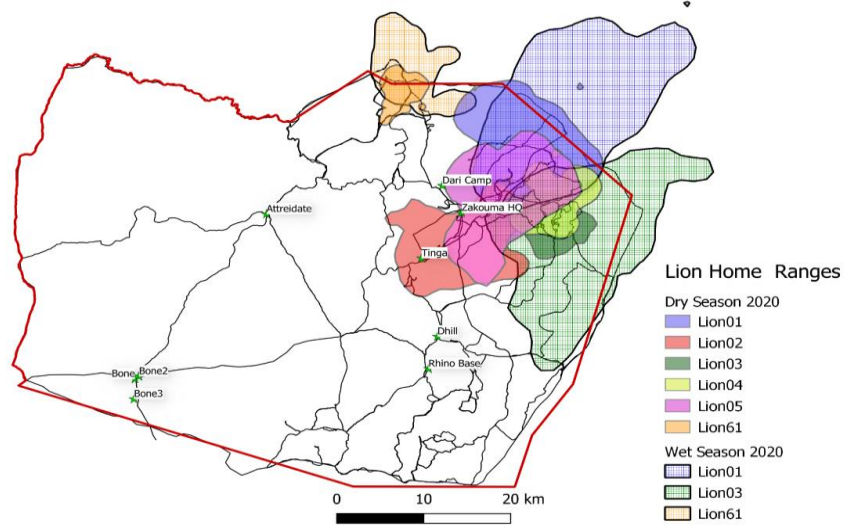 Dari Camp
Zakouma HQ
Attreidate
Tinga
Dhill
Rhino Base
Bone
Bone2
Bone3
0 10 20 km
Lion Home Ranges
Dry Season 2020
Lion01
Lion02
Lion03
Lion04
Lion05
Lion61
Wet Season 2020
Lion01
Lion03
Lion61